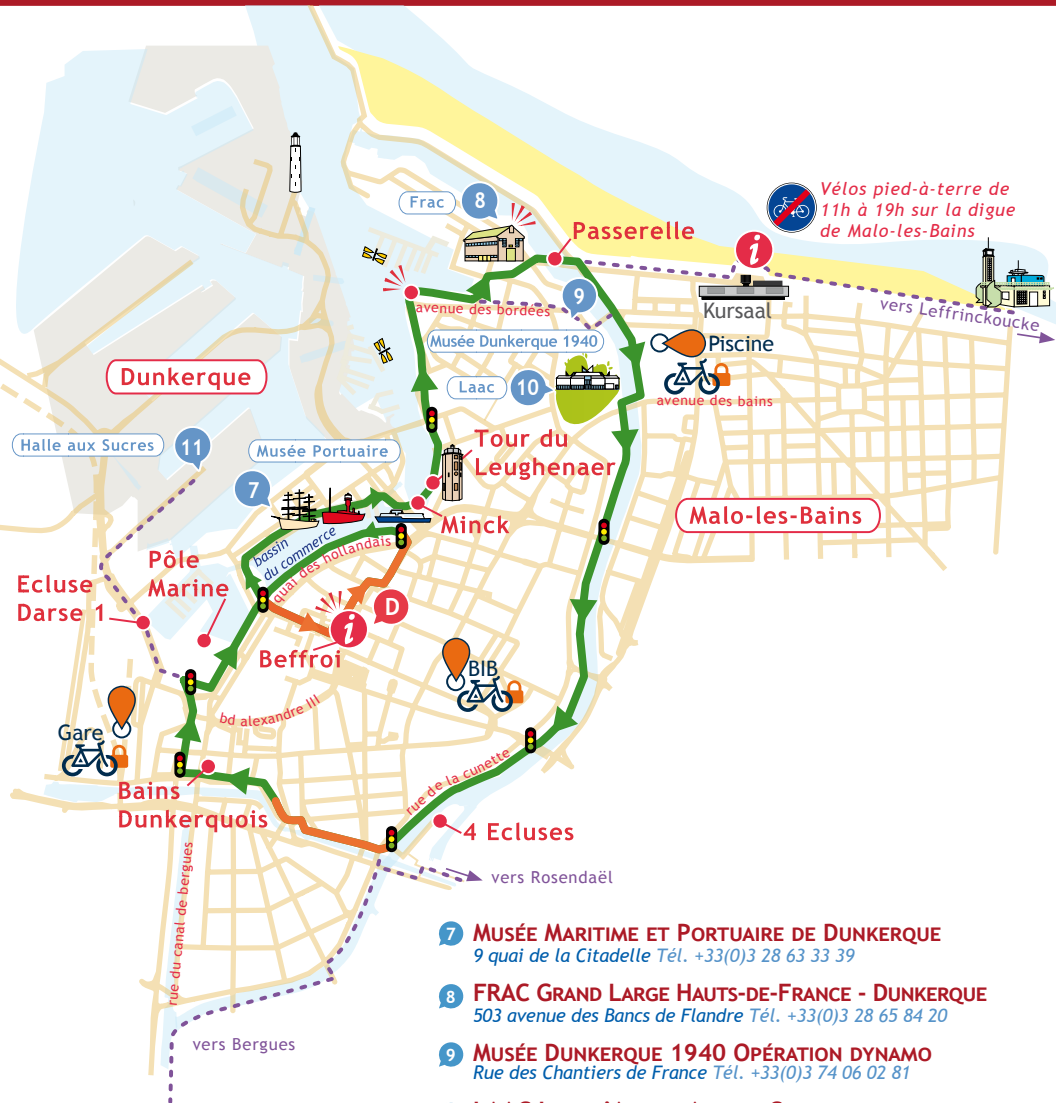 Vélos pied-à-terre de
11h à 19h sur la digue
de Malo-les-Bains
Frac
8
Passerelle
i
9
avenue des bordées
Kursaal
vers Leffrinckoucke
Musée Dunkerque 1940
Piscine
Dunkerque
Laac
10
avenue des bains
Halle aux Sucres
11
Musée Portuaire
Tour du
Leughenaer
7
Minck
Malo-les-Bains
bassin
du commerce
quai des hollandais
Pôle
Marine
Ecluse
Darse 1
D
i
Beffroi
BIB
bd alexandre III
Gare
Bains
Dunkerquois
rue de la cunette
4 Ecluses
vers Rosendaël
rue du canal de bergues
vers Bergues
7 Musée Maritime et Portuaire de Dunkerque
9 quai de la Citadelle Tél. +33(0)3 28 63 33 39
8 FRAC Grand Large Hauts-de-France - Dunkerque
503 avenue des Bancs de Flandre Tél. +33(0)3 28 65 84 20
9 Musée Dunkerque 1940 Opération dynamo
Rue des Chantiers de France Tél. +33(0)3 74 06 02 81